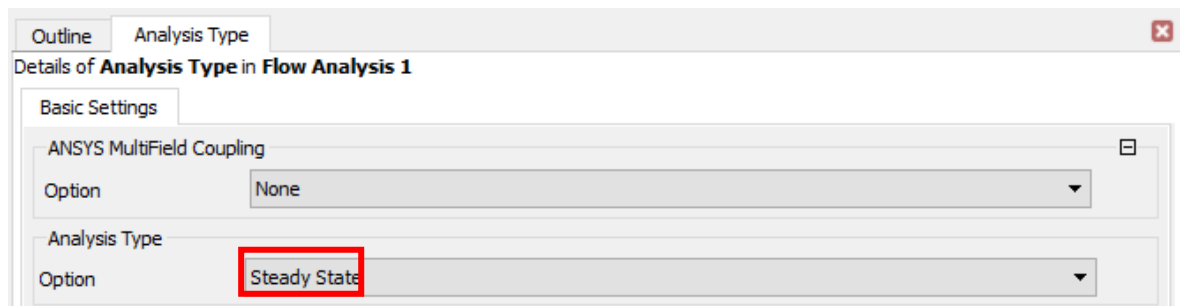 Outline Analysis Type
Details of Analysis Type in Flow Analysis 1
Basic Settings
ANSYS MultiField Coupling
Option None
Analysis Type
Option Steady State